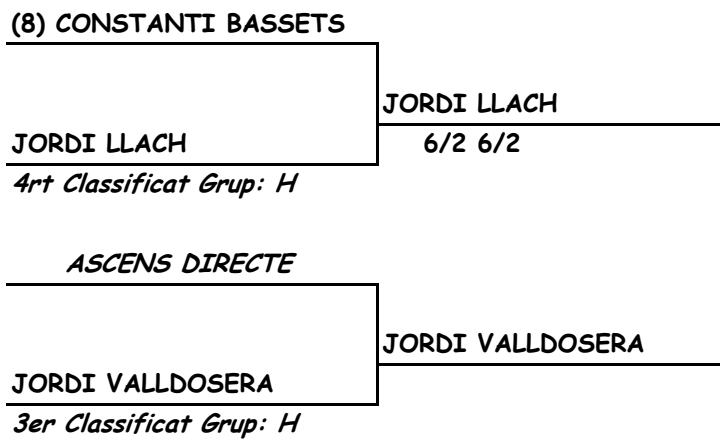 (8) CONSTANTI BASSETS
JORDI LLACH
JORDI LLACH
6/2 6/2
4rt Classificat Grup: H
ASCENS DIRECTE
JORDI VALLDOSERA
JORDI VALLDOSERA
3er Classificat Grup: H